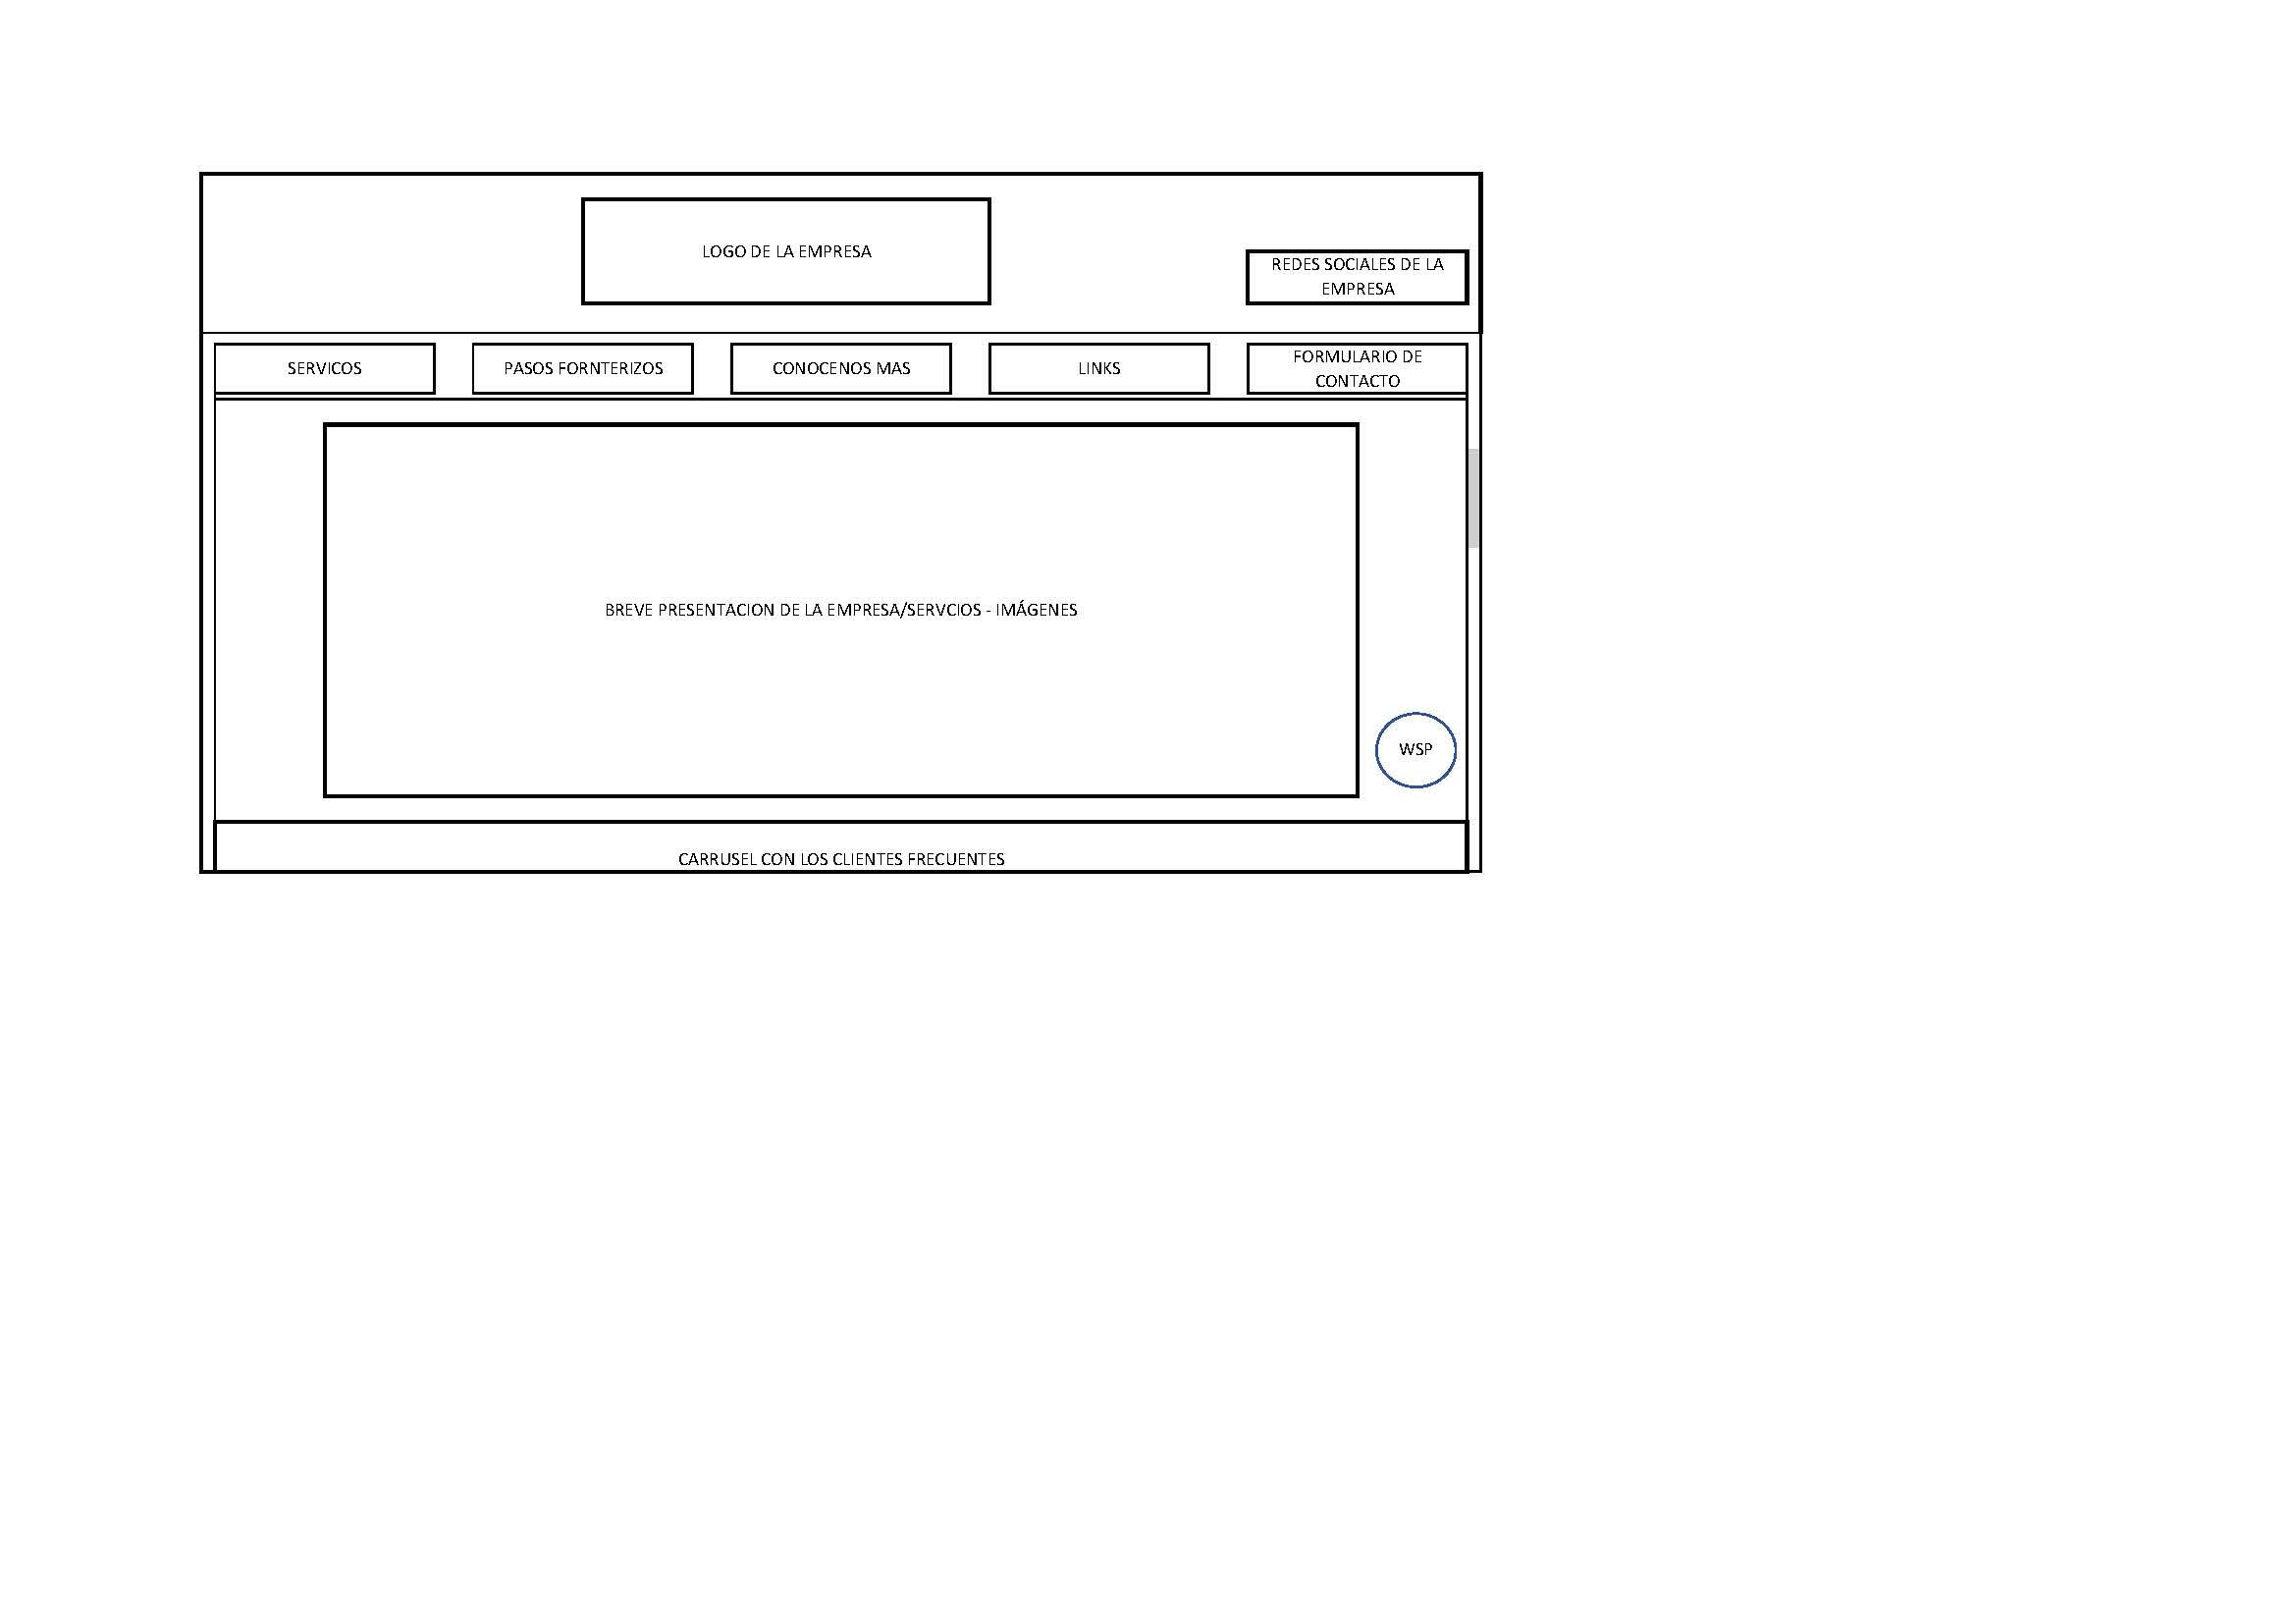 LOGO DE LA EMPRESA
REDES SOCIALES DE LA
EMPRESA
SERVICOS
PASOS FORNTERIZOS
CONOCENOS MAS
LINKS
FORMULARIO DE
CONTACTO
BREVE PRESENTACION DE LA EMPRESA/SERVCIOS - IMÁGENES
WSP
CARRUSEL CON LOS CLIENTES FRECUENTES